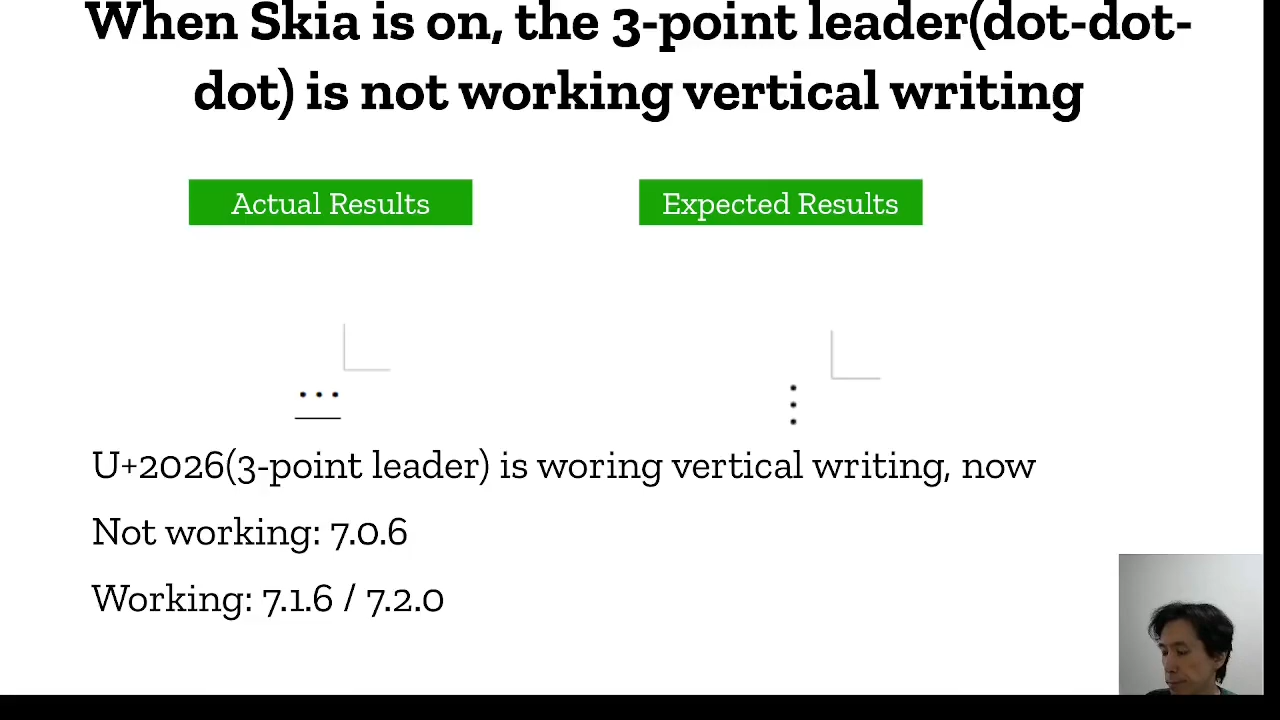 When Skia is on, the 3-point leader(dot-dot-
dot) is not working vertical writing
Actual Results
Expected Results
…
⋮
U+2026(3-point leader) is woring vertical writing, now
Not working: 7.0.6
Working: 7.1.6 / 7.2.0